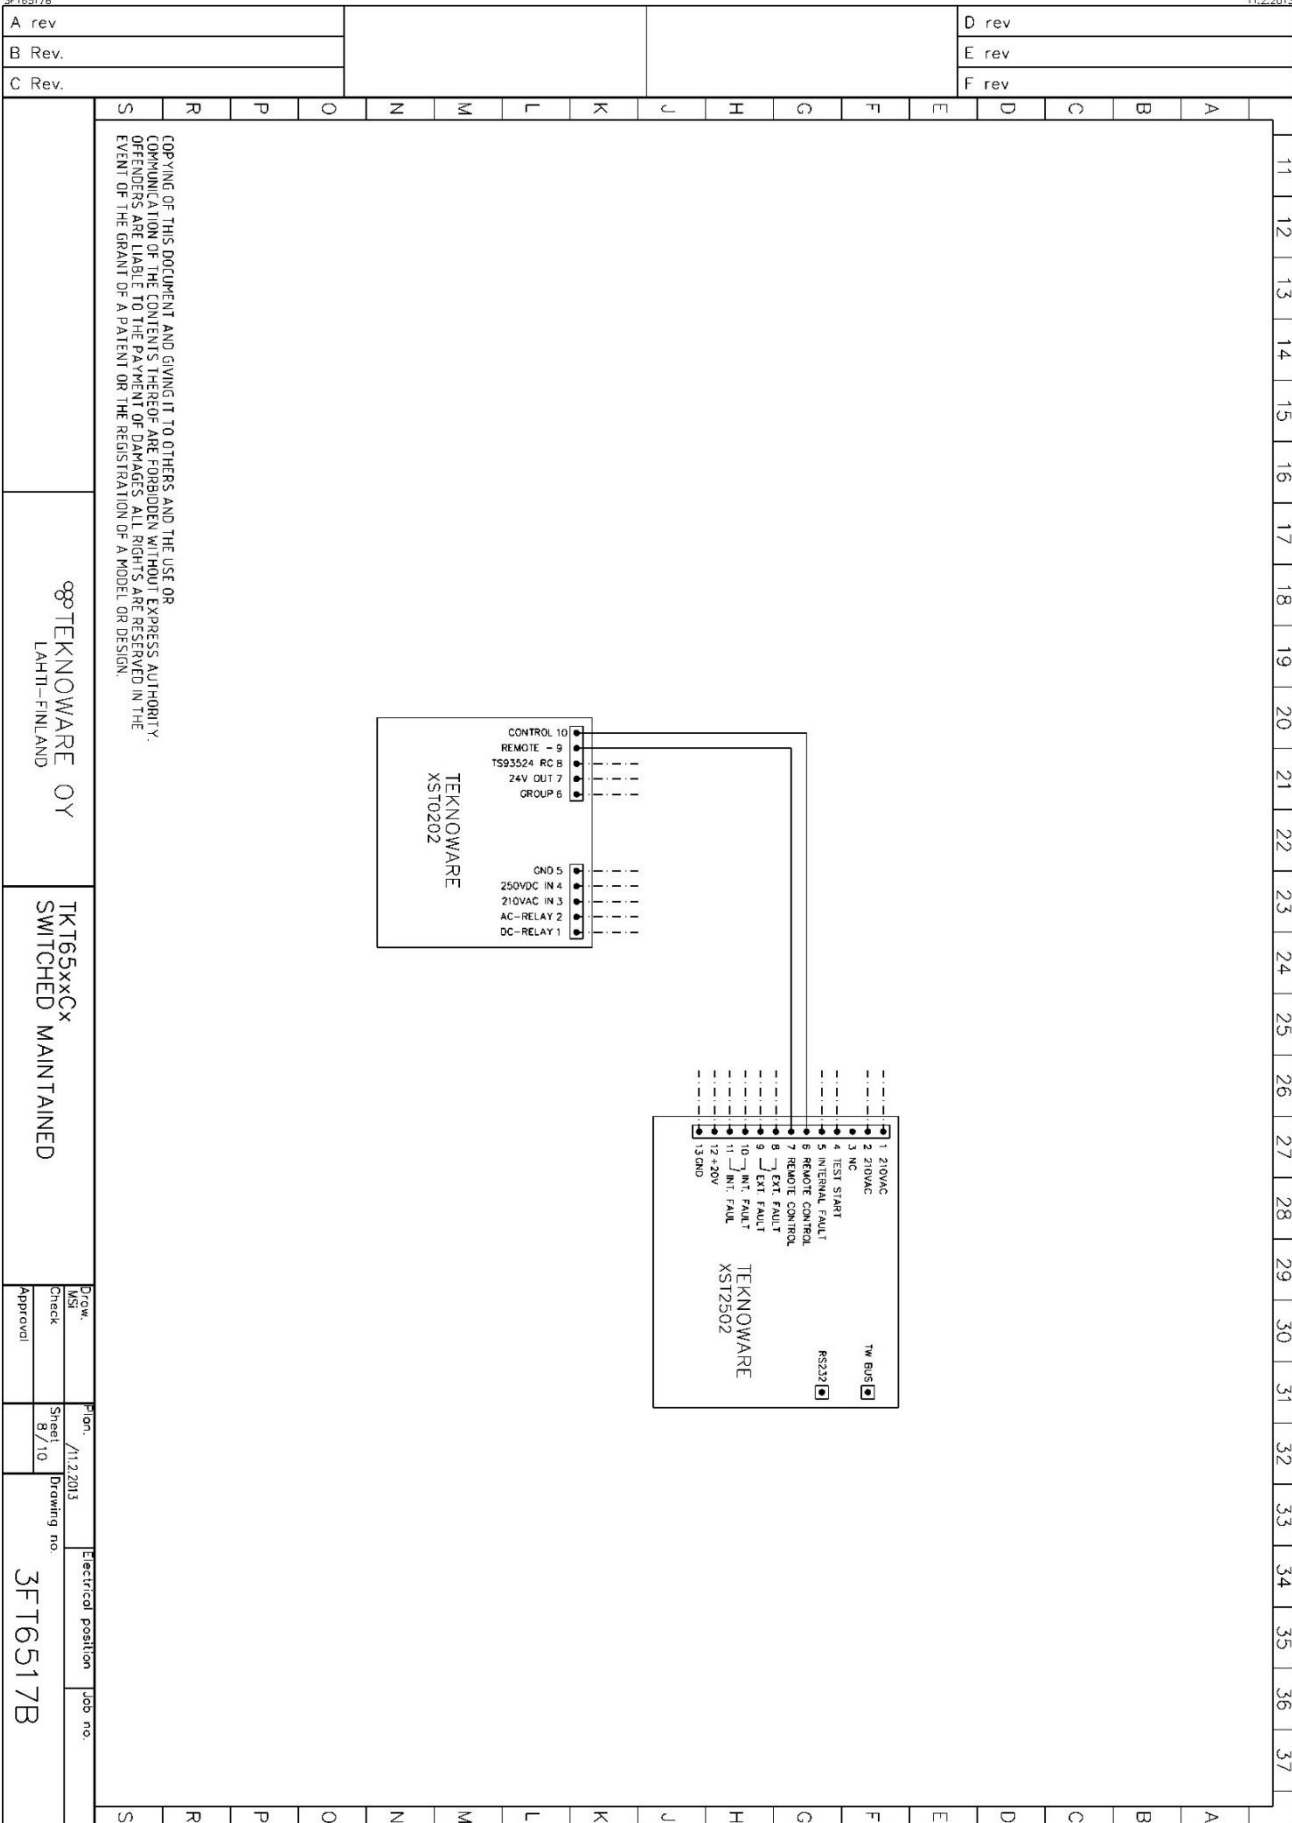 3FT6517B
11.2.2013
A rev
B Rev.
C Rev.
D rev
E rev
F rev
S R P O N M L K J H G F E D C B A
11 12 13 14 15 16 17 18 19 20 21 22 23 24 25 26 27 28 29 30 31 32 33 34 35 36 37
COPYING OF THIS DOCUMENT AND GIVING IT TO OTHERS AND THE USE OR
COMMUNICATION OF THE CONTENTS THEREOF ARE FORBIDDEN WITHOUT EXPRESS AUTHORITY.
OFFENDERS ARE LIABLE TO THE PAYMENT OF DAMAGES. ALL RIGHTS ARE RESERVED IN THE
EVENT OF THE GRANT OF A PATENT OR THE REGISTRATION OF A MODEL OR DESIGN.
CONTROL 10
REMOTE - 9
TS93524 RC 8
24V OUT 7
GROUP 6
GND 5
250VDC IN 4
210VAC IN 3
AC-RELAY 2
DC-RELAY 1
TEKNOWARE
XST0202
1 210VAC
2 210VAC
3 NC
4 TEST START
5 INTERNAL FAULT
6 REMOTE CONTROL
7 REMOTE CONTROL
8 EXT. FAULT
9 EXT. FAULT
10 INT. FAULT
11 INT. FAUL
12 +20V
13 GND
TEKNOWARE
XST2502
TW BUS
RS232
TEKNOWARE OY
LAHTI-FINLAND
TKT65xxCx
SWITCHED MAINTAINED
Draw.
MSi
Check
Approval
Plan.
/11.2.2013
Sheet
8/10
Electrical position
Job no.
Drawing no.
3FT6517B
S R P O N M L K J H G F E D C B A